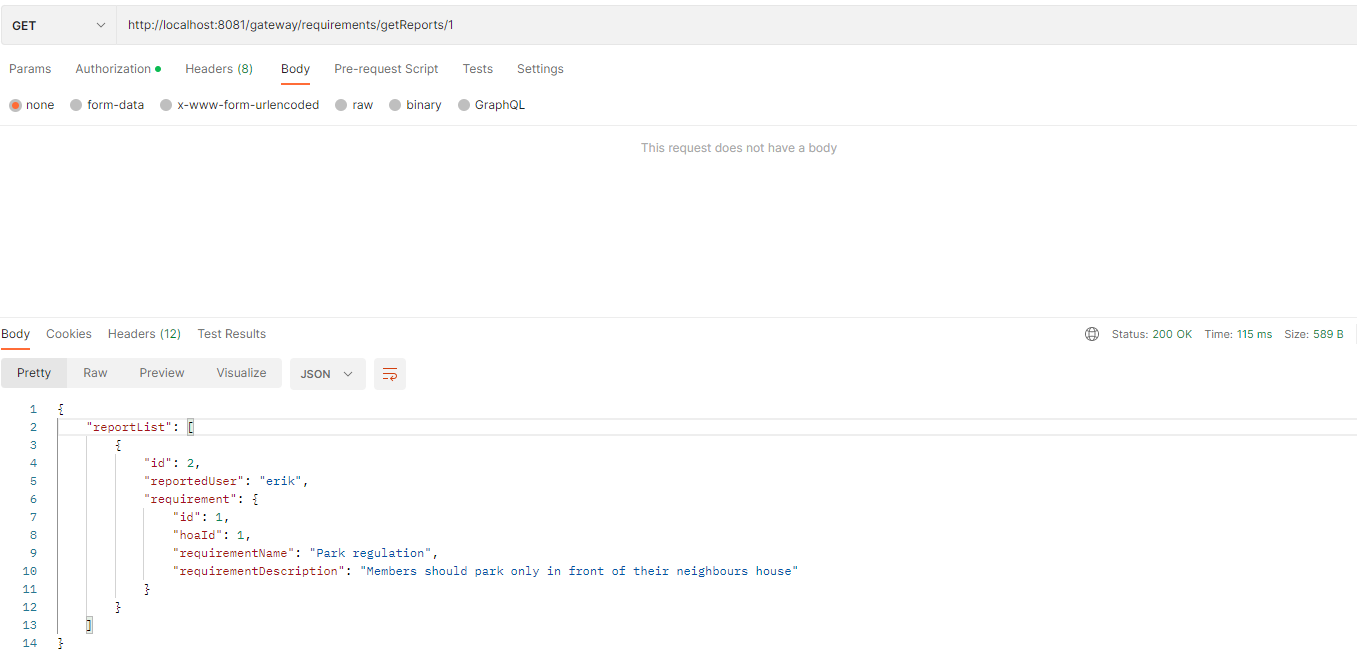 GET http://localhost:8081/gateway/requirements/getReports/1
Params Authorization Headers (8) Body Pre-request Script Tests Settings
none form-data x-www-form-urlencoded raw binary GraphQL
This request does not have a body
Body Cookies Headers (12) Test Results Status: 200 OK Time: 115 ms Size: 589 B
Pretty Raw Preview Visualize JSON
1 {
2 "reportList": [
3 {
4 "id": 2,
5 "reportedUser": "erik",
6 "requirement": {
7 "id": 1,
8 "hoaId": 1,
9 "requirementName": "Park regulation",
10 "requirementDescription": "Members should park only in front of their neighbours house"
11 }
12 }
13 ]
14 }